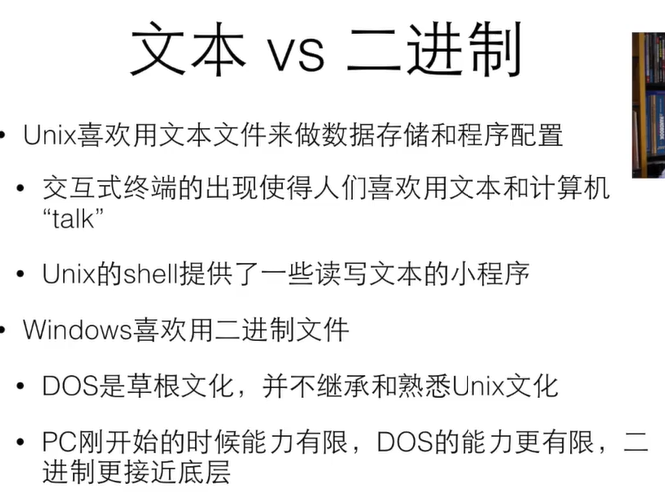 文本 vs 二进制
• Unix喜欢用文本文件来做数据存储和程序配置
• 交互式终端的出现使得人们喜欢用文本和计算机
“talk”
• Unix的shell提供了一些读写文本的小程序
• Windows喜欢用二进制文件
• DOS是草根文化，并不继承和熟悉Unix文化
• PC刚开始的时候能力有限，DOS的能力更有限，二
进制更接近底层